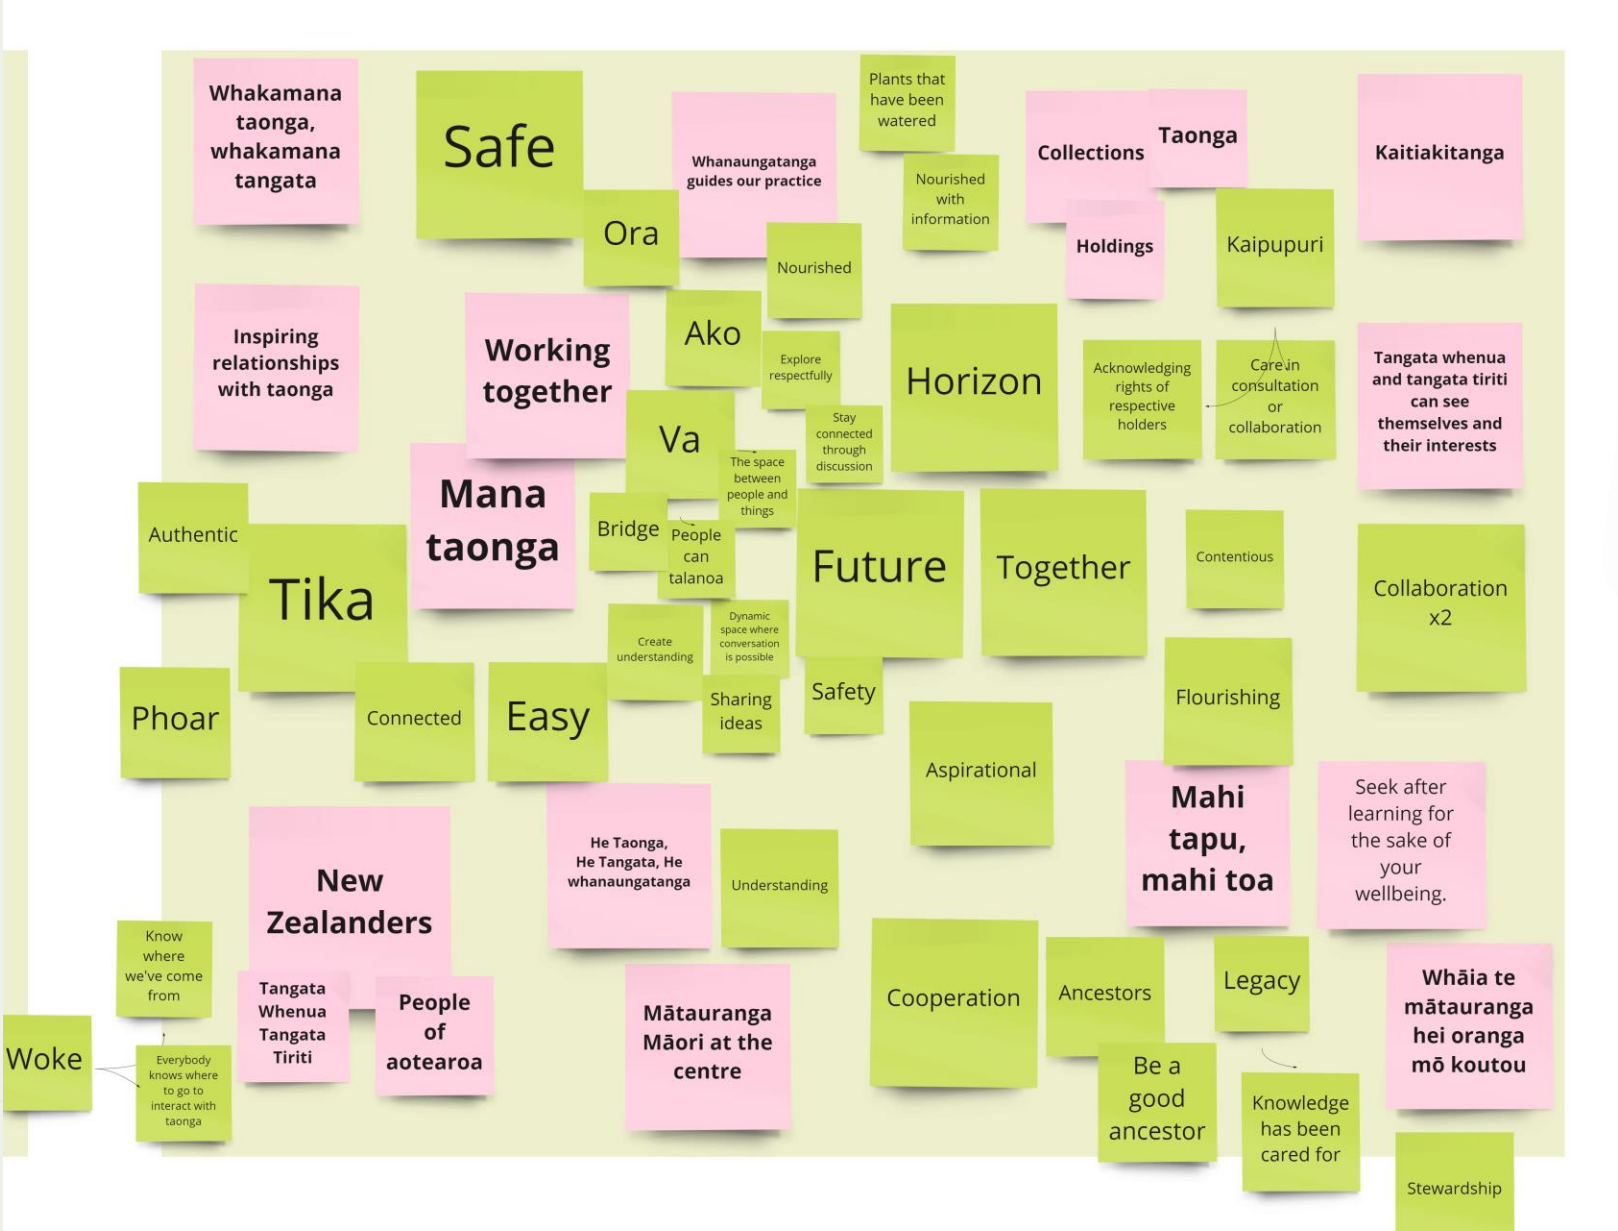 Whakamana
taonga,
whakamana
tangata
Safe
Ora
Whanaungatanga
guides our practice
Plants that
have been
watered
Nourished
with
information
Nourished
Collections
Taonga
Holdings
Kaipupuri
Kaitiakitanga
Inspiring
relationships
with taonga
Working
together
Ako
Explore
respectfully
Va
Stay
connected
through
discussion
The space
between
people and
things
Horizon
Acknowledging
rights of
respective
holders
Care in
consultation
or
collaboration
Tangata whenua
and tangata tiriti
can see
themselves and
their interests
Mana
taonga
Authentic
Tika
Bridge
People
can
talanoa
Future
Together
Contentious
Collaboration
x2
Create
understanding
Dynamic
space where
conversation
is possible
Phoar
Connected
Easy
Sharing
ideas
Safety
Aspirational
Flourishing
Mahi
tapu,
mahi toa
Seek after
learning for
the sake of
your
wellbeing.
New
Zealanders
He Taonga,
He Tangata, He
whanaungatanga
Understanding
Know
where
we've come
from
Woke
Everybody
knows where
to go to
interact with
taonga
Tangata
Whenua
Tangata
Tiriti
People
of
aotearoa
Mātauranga
Māori at the
centre
Cooperation
Ancestors
Be a
good
ancestor
Legacy
Knowledge
has been
cared for
Whāia te
mātauranga
hei oranga
mō koutou
Stewardship